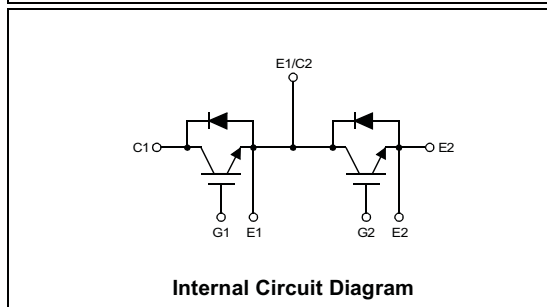 E1/C2
C1
E2
G1
E1
G2
E2
Internal Circuit Diagram